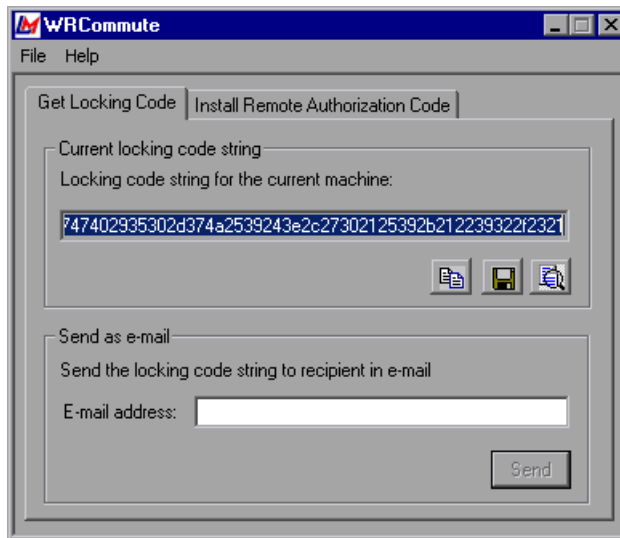 WRCommute
File Help
Get Locking Code Install Remote Authorization Code
Current locking code string
Locking code string for the current machine:
747402935302d374a2539243e2c27302125392b212239322f2321
Send as e-mail
Send the locking code string to recipient in e-mail
E-mail address:
Send